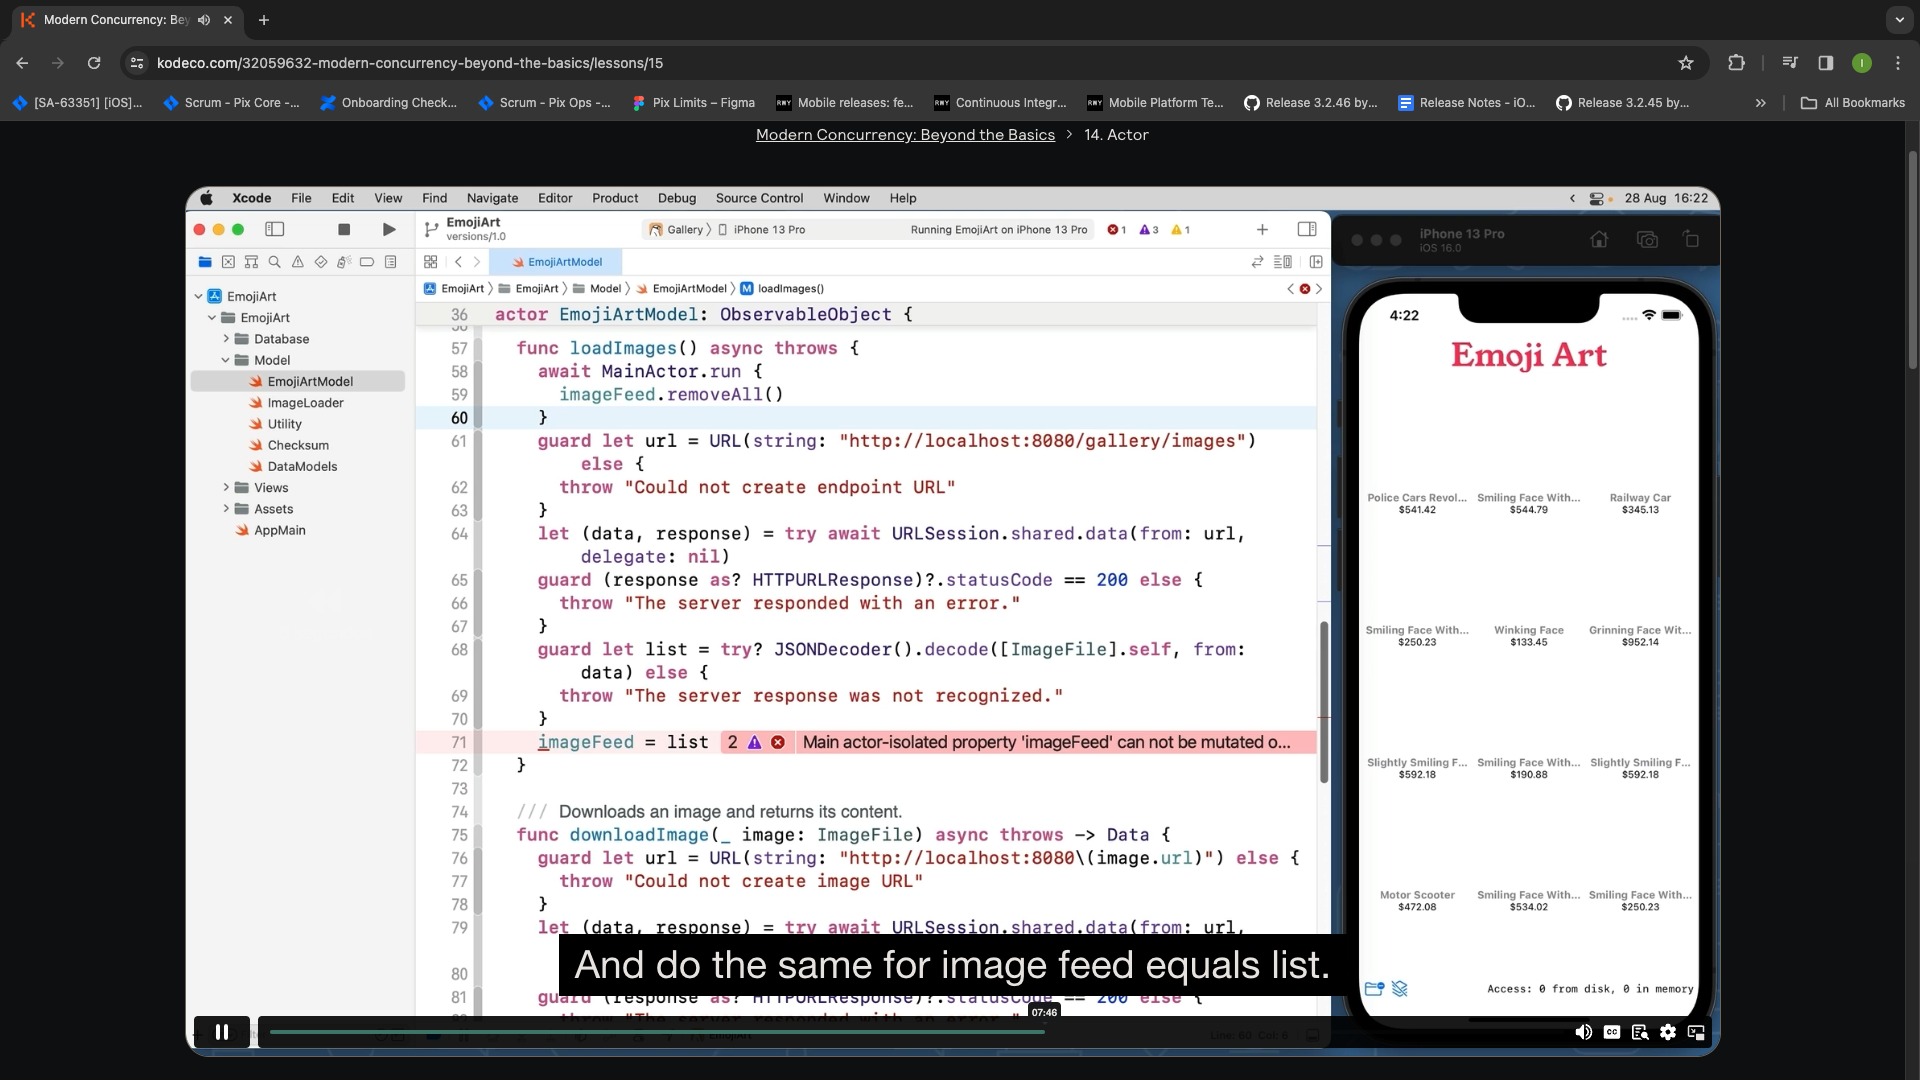 Modern Concurrency: Bey
kodeco.com/32059632-modern-concurrency-beyond-the-basics/lessons/15
I
[SA-63351] [iOS]...
Scrum - Pix Core -...
Onboarding Check...
Scrum - Pix Ops -...
Pix Limits – Figma
RWY Mobile releases: fe...
RWY Continuous Integr...
RWY Mobile Platform Te...
Release 3.2.46 by...
Release Notes - iO...
Release 3.2.45 by...
All Bookmarks
Modern Concurrency: Beyond the Basics > 14. Actor
Xcode File Edit View Find Navigate Editor Product Debug Source Control Window Help
28 Aug 16:22
EmojiArt
versions/1.0
Gallery
iPhone 13 Pro
Running EmojiArt on iPhone 13 Pro
1 3 1
EmojiArtModel
EmojiArt
EmojiArt
Database
Model
EmojiArtModel
ImageLoader
Utility
Checksum
DataModels
Views
Assets
AppMain
EmojiArt EmojiArt Model EmojiArtModel M loadImages()
36 actor EmojiArtModel: ObservableObject {
57 func loadImages() async throws {
58 await MainActor.run {
59 imageFeed.removeAll()
60 }
61 guard let url = URL(string: "http://localhost:8080/gallery/images")
else {
62 throw "Could not create endpoint URL"
63 }
64 let (data, response) = try await URLSession.shared.data(from: url,
delegate: nil)
65 guard (response as? HTTPURLResponse)?.statusCode == 200 else {
66 throw "The server responded with an error."
67 }
68 guard let list = try? JSONDecoder().decode([ImageFile].self, from:
data) else {
69 throw "The server response was not recognized."
70 }
71 imageFeed = list 2 Main actor-isolated property 'imageFeed' can not be mutated o...
72 }
73
74 /// Downloads an image and returns its content.
75 func downloadImage(_ image: ImageFile) async throws -> Data {
76 guard let url = URL(string: "http://localhost:8080\(image.url)") else {
77 throw "Could not create image URL"
78 }
79 let (data, response) = try await URLSession.shared.data(from: url,
80
81 guard (response as? HTTPURLResponse)?.statusCode == 200 else {
And do the same for image feed equals list.
07:46
CC
iPhone 13 Pro
iOS 16.0
4:22
Emoji Art
Police Cars Revol... Smiling Face With... Railway Car
$541.42 $544.79 $345.13
Smiling Face With... Winking Face Grinning Face Wit...
$250.23 $133.45 $952.14
Slightly Smiling F... Smiling Face With... Slightly Smiling F...
$592.18 $190.88 $592.18
Motor Scooter Smiling Face With... Smiling Face With...
$472.08 $534.02 $250.23
Access: 0 from disk, 0 in memory